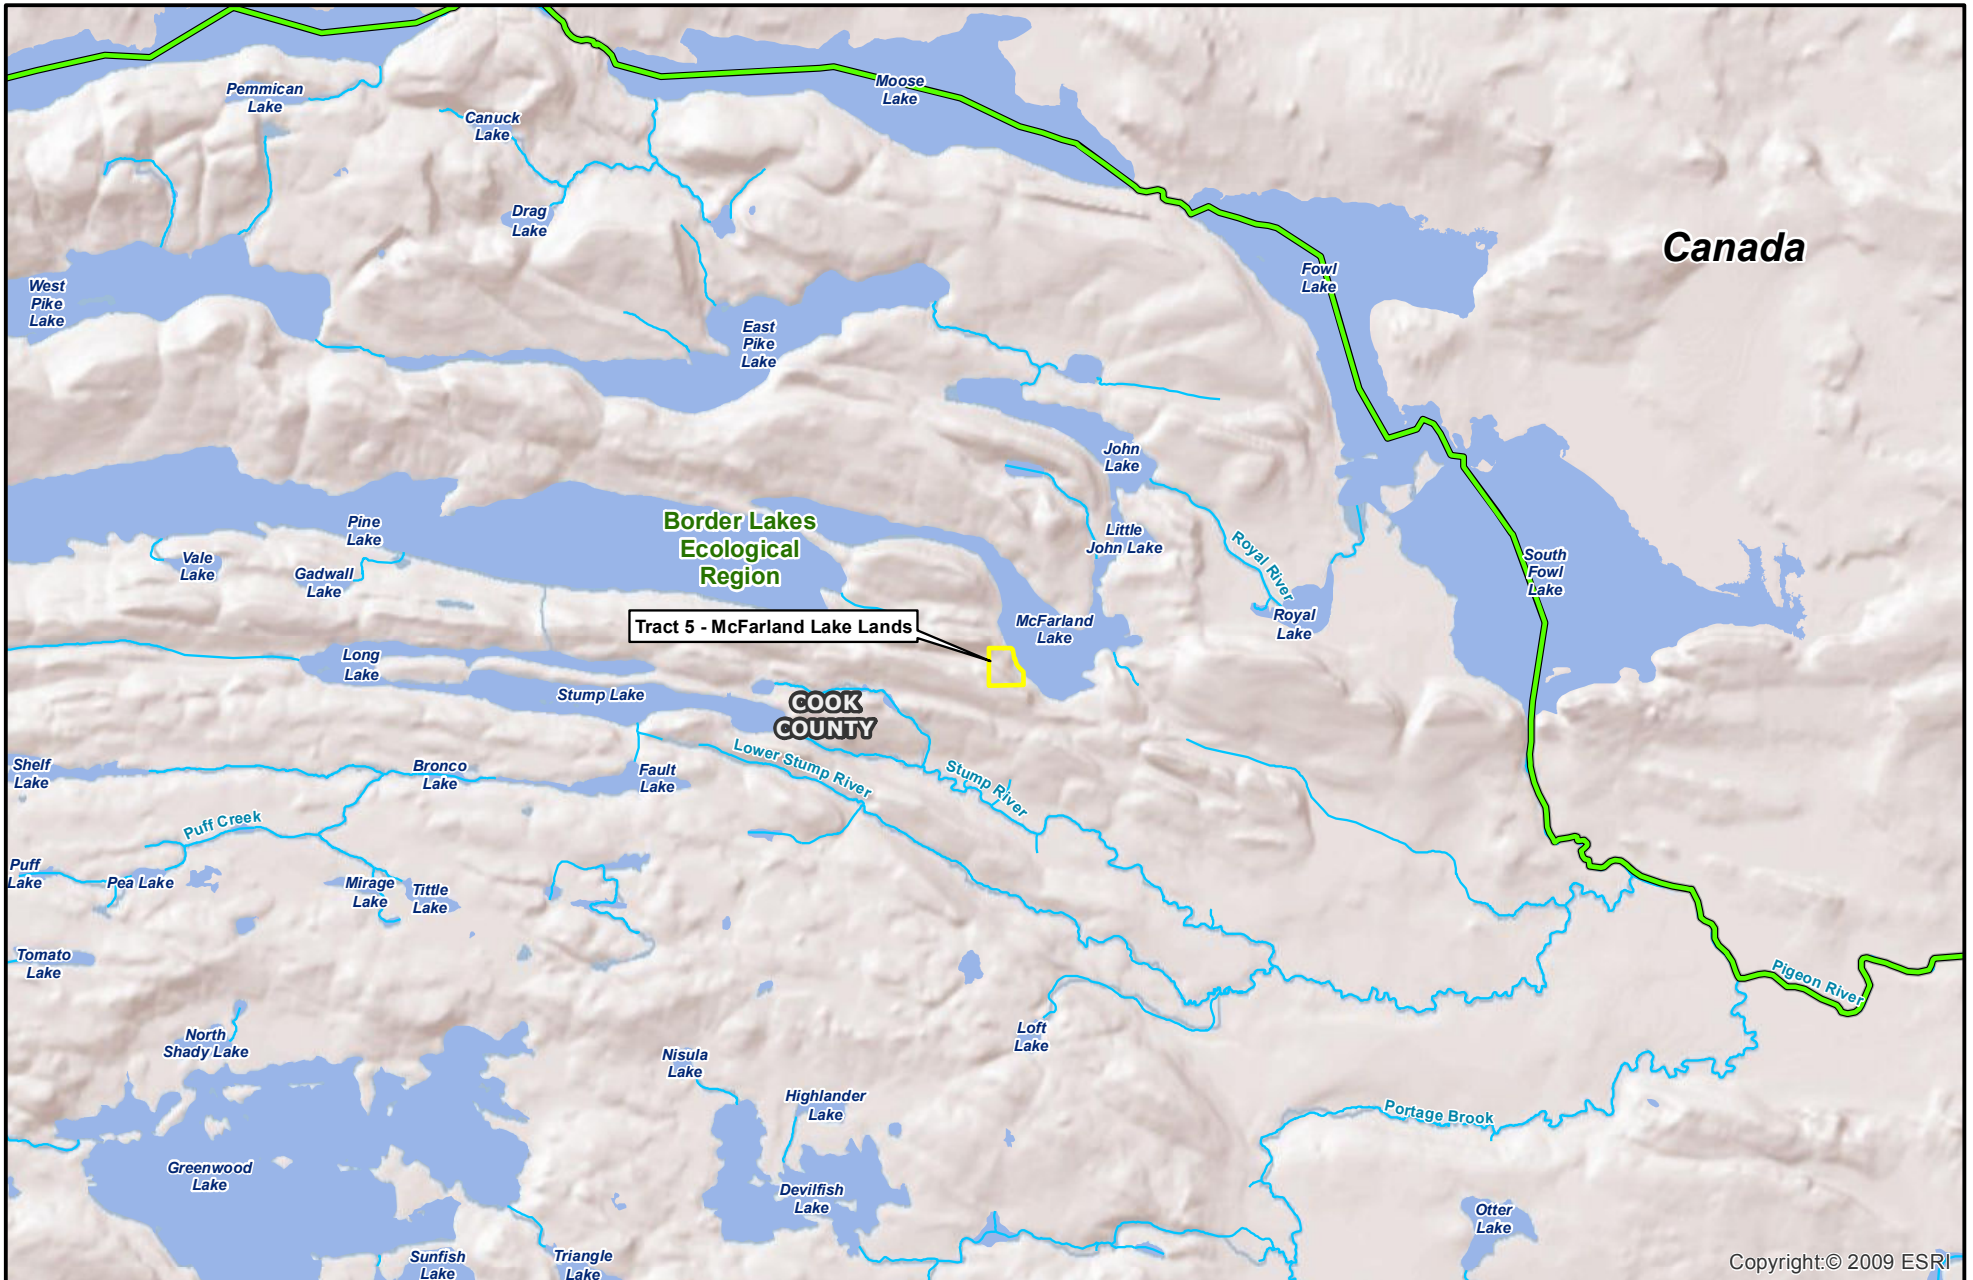 Pemmican
Lake
Canuck
Lake
Moose
Lake
Drag
Lake
Canada
West
Pike
Lake
Fowl
Lake
East
Pike
Lake
John
Lake
Pine
Lake
Vale
Lake
Gadwall
Lake
Border Lakes
Ecological
Region
Little
John Lake
Royal River
South
Fowl
Lake
Tract 5 - McFarland Lake Lands
McFarland
Lake
Royal
Lake
Long
Lake
Stump Lake
COOK
COUNTY
Shelf
Lake
Bronco
Lake
Fault
Lake
Lower Stump River
Stump River
Puff Creek
Puff
Lake
Pea Lake
Mirage
Lake
Tittle
Lake
Tomato
Lake
Pigeon River
North
Shady Lake
Nisula
Lake
Loft
Lake
Highlander
Lake
Portage Brook
Greenwood
Lake
Devilfish
Lake
Otter
Lake
Sunfish
Lake
Triangle
Lake
Copyright:© 2009 ESRI